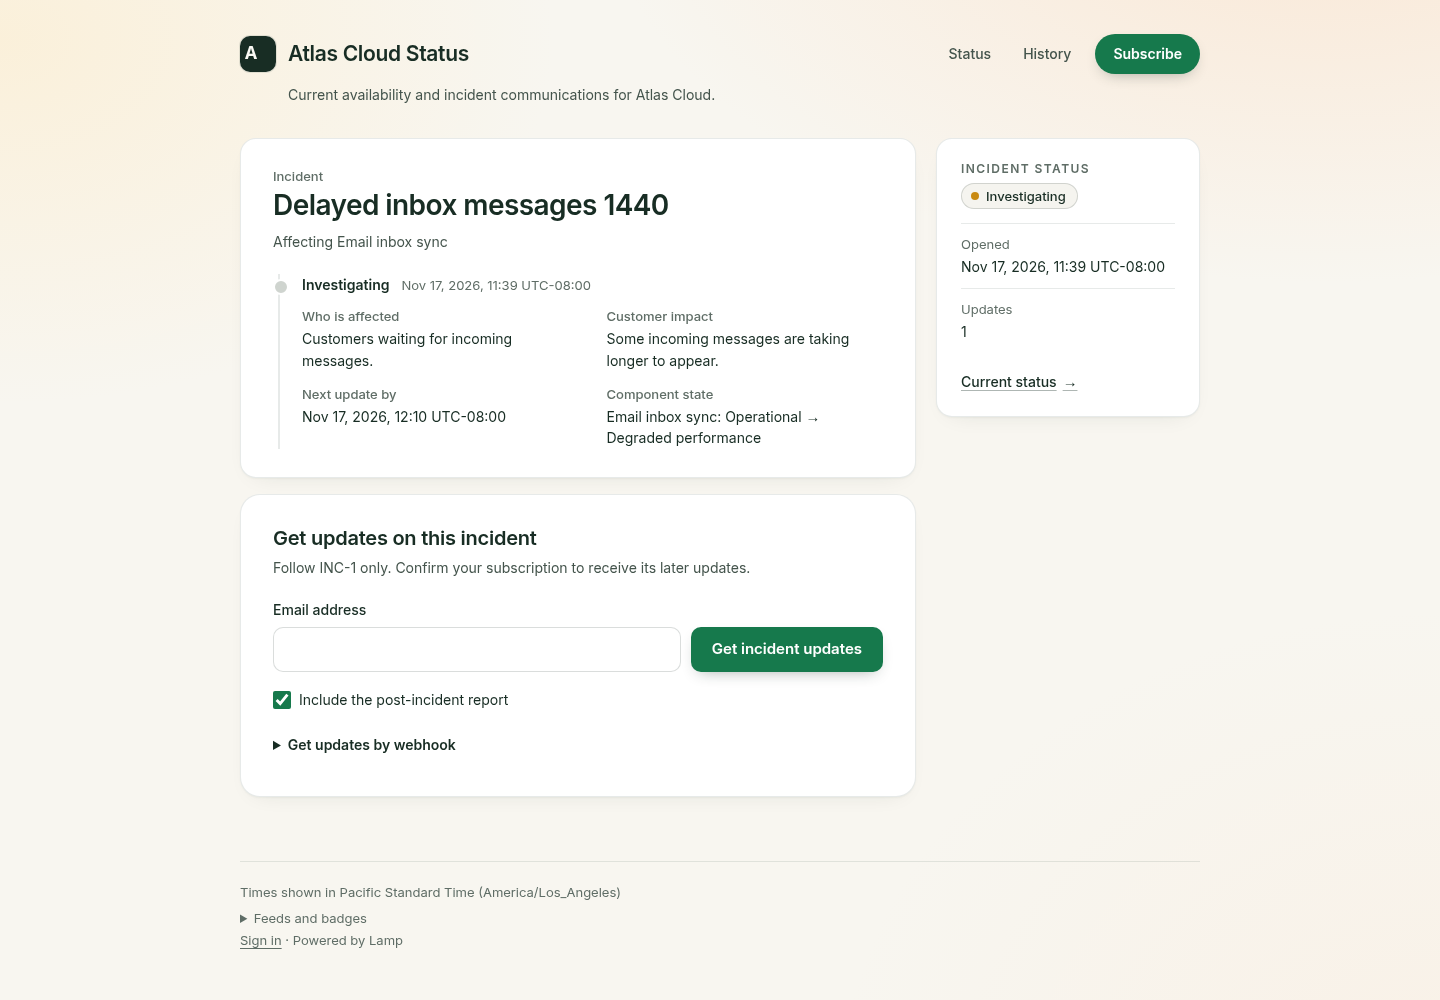 A
Atlas Cloud Status
Status
History
Subscribe
Current availability and incident communications for Atlas Cloud.
Incident
Delayed inbox messages 1440
Affecting Email inbox sync
Investigating Nov 17, 2026, 11:39 UTC-08:00
Who is affected
Customers waiting for incoming
messages.
Customer impact
Some incoming messages are taking
longer to appear.
Next update by
Nov 17, 2026, 12:10 UTC-08:00
Component state
Email inbox sync: Operational →
Degraded performance
INCIDENT STATUS
Investigating
Opened
Nov 17, 2026, 11:39 UTC-08:00
Updates
1
Current status →
Get updates on this incident
Follow INC-1 only. Confirm your subscription to receive its later updates.
Email address
Get incident updates
Include the post-incident report
Get updates by webhook
Times shown in Pacific Standard Time (America/Los_Angeles)
Feeds and badges
Sign in · Powered by Lamp